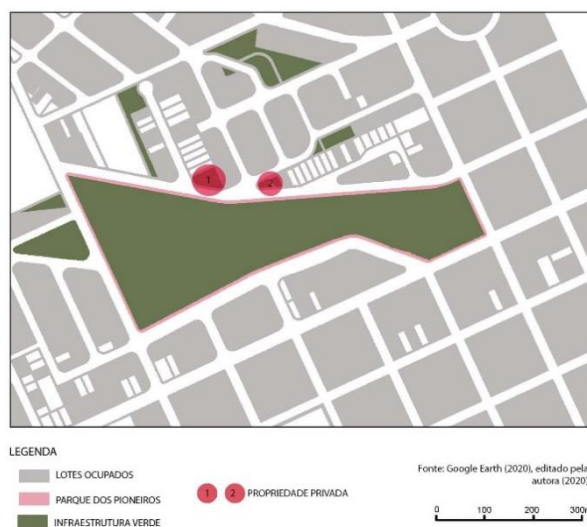 1
2
LEGENDA
LOTES OCUPADOS
PARQUE DOS PIONEIROS
INFRAESTRUTURA VERDE
1 2 PROPRIEDADE PRIVADA
Fonte: Google Earth (2020), editado pela
autora (2020)
0 100 200 300